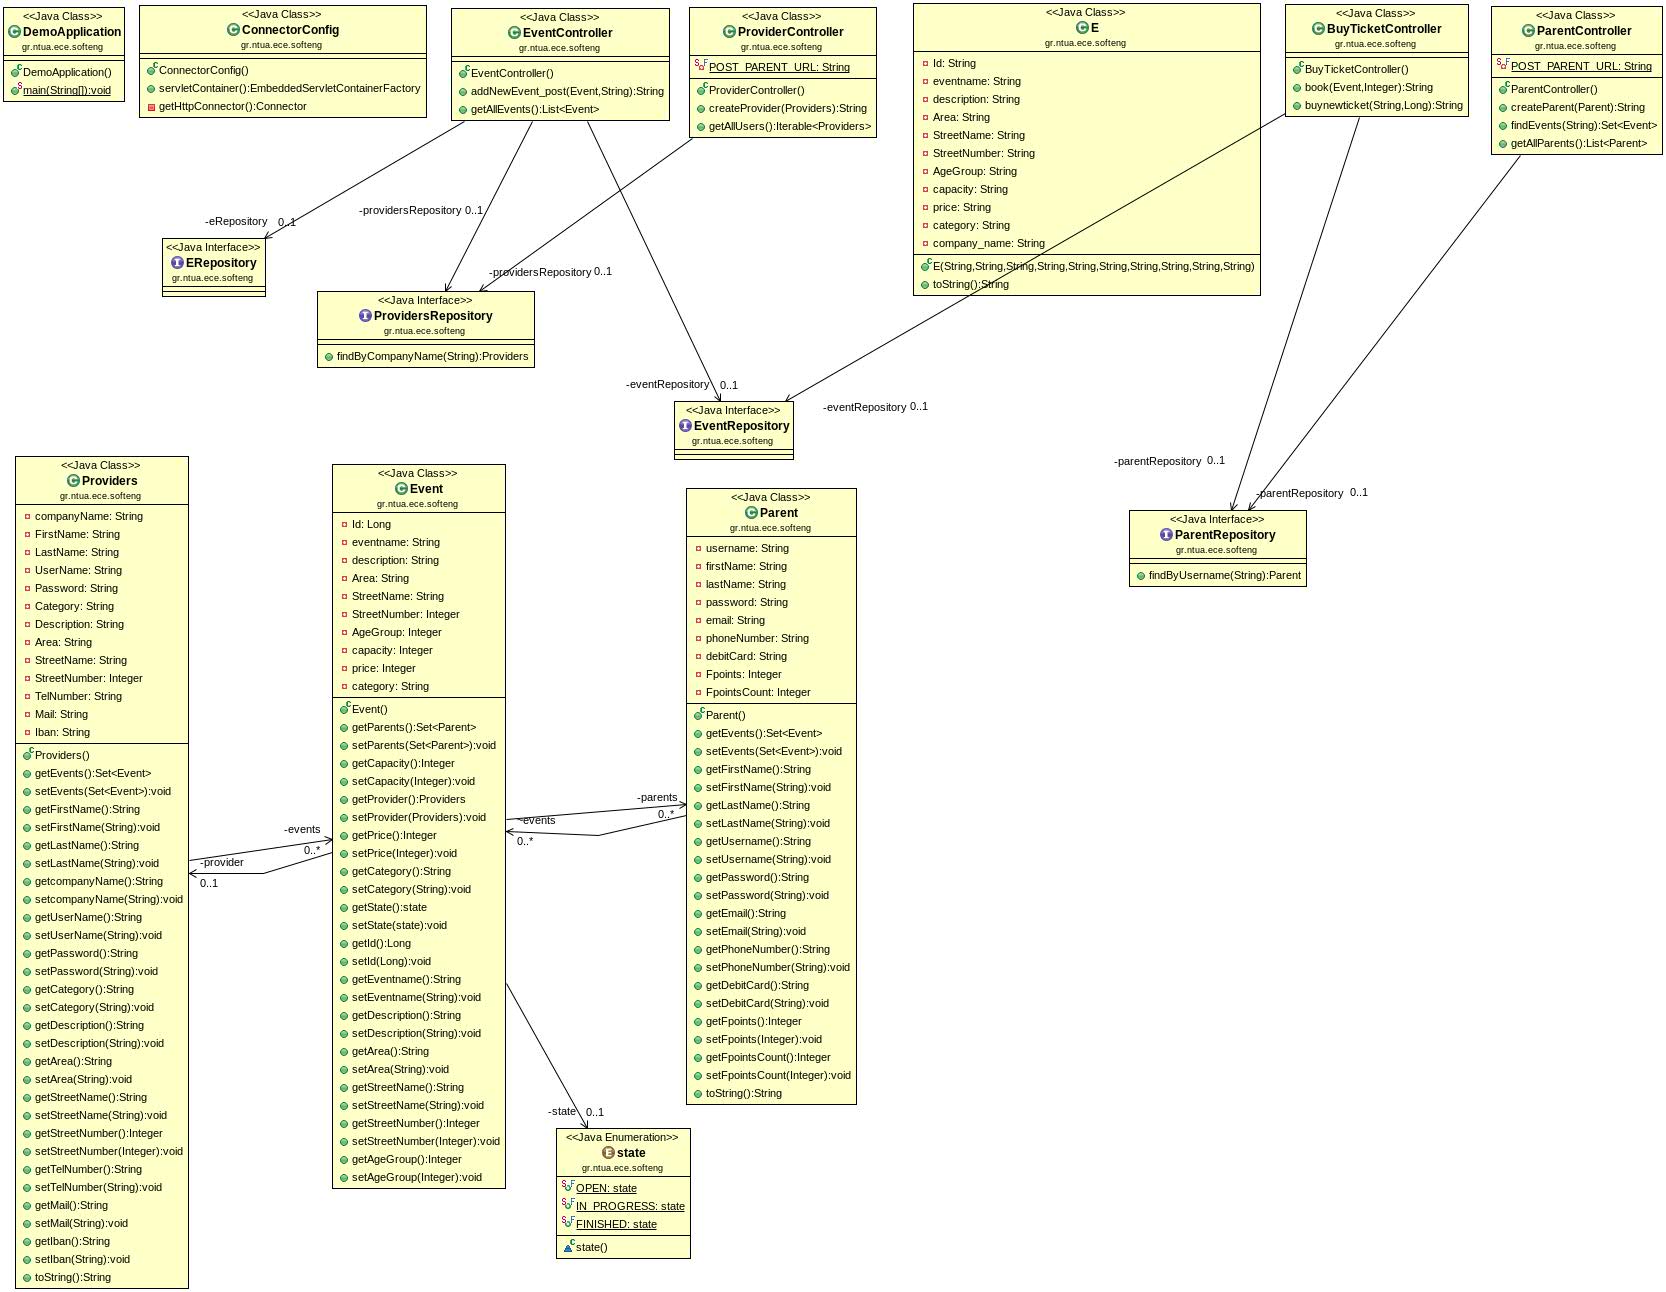 <<Java Class>>
DemoApplication
gr.ntua.ece.softeng
DemoApplication()
main(String[]):void
<<Java Class>>
ConnectorConfig
gr.ntua.ece.softeng
ConnectorConfig()
servletContainer():EmbeddedServletContainerFactory
getHttpConnector():Connector
<<Java Class>>
EventController
gr.ntua.ece.softeng
EventController()
addNewEvent_post(Event,String):String
getAllEvents():List<Event>
<<Java Class>>
ProviderController
gr.ntua.ece.softeng
POST_PARENT_URL: String
ProviderController()
createProvider(Providers):String
getAllUsers():Iterable<Providers>
<<Java Class>>
E
gr.ntua.ece.softeng
Id: String
eventname: String
description: String
Area: String
StreetName: String
StreetNumber: String
AgeGroup: String
capacity: String
price: String
category: String
company_name: String
E(String,String,String,String,String,String,String,String,String,String)
toString():String
<<Java Class>>
BuyTicketController
gr.ntua.ece.softeng
BuyTicketController()
book(Event,Integer):String
buynewticket(String,Long):String
<<Java Class>>
ParentController
gr.ntua.ece.softeng
POST_PARENT_URL: String
ParentController()
createParent(Parent):String
findEvents(String):Set<Event>
getAllParents():List<Parent>
-eRepository 0..1
-providersRepository 0..1
-providersRepository 0..1
-eventRepository 0..1
-eventRepository 0..1
-parentRepository 0..1
-parentRepository 0..1
<<Java Interface>>
ERepository
gr.ntua.ece.softeng
<<Java Interface>>
ProvidersRepository
gr.ntua.ece.softeng
findByCompanyName(String):Providers
<<Java Interface>>
EventRepository
gr.ntua.ece.softeng
<<Java Interface>>
ParentRepository
gr.ntua.ece.softeng
findByUsername(String):Parent
<<Java Class>>
Providers
gr.ntua.ece.softeng
companyName: String
FirstName: String
LastName: String
UserName: String
Password: String
Category: String
Description: String
Area: String
StreetName: String
StreetNumber: Integer
TelNumber: String
Mail: String
Iban: String
Providers()
getEvents():Set<Event>
setEvents(Set<Event>):void
getFirstName():String
setFirstName(String):void
getLastName():String
setLastName(String):void
getcompanyName():String
setcompanyName(String):void
getUserName():String
setUserName(String):void
getPassword():String
setPassword(String):void
getCategory():String
setCategory(String):void
getDescription():String
setDescription(String):void
getArea():String
setArea(String):void
getStreetName():String
setStreetName(String):void
getStreetNumber():Integer
setStreetNumber(Integer):void
getTelNumber():String
setTelNumber(String):void
getMail():String
setMail(String):void
getIban():String
setIban(String):void
toString():String
-events
0..*
-provider
0..1
<<Java Class>>
Event
gr.ntua.ece.softeng
Id: Long
eventname: String
description: String
Area: String
StreetName: String
StreetNumber: Integer
AgeGroup: Integer
capacity: Integer
price: Integer
category: String
Event()
getParents():Set<Parent>
setParents(Set<Parent>):void
getCapacity():Integer
setCapacity(Integer):void
getProvider():Providers
setProvider(Providers):void
getPrice():Integer
setPrice(Integer):void
getCategory():String
setCategory(String):void
getState():state
setState(state):void
getId():Long
setId(Long):void
getEventname():String
setEventname(String):void
getDescription():String
setDescription(String):void
getArea():String
setArea(String):void
getStreetName():String
setStreetName(String):void
getStreetNumber():Integer
setStreetNumber(Integer):void
getAgeGroup():Integer
setAgeGroup(Integer):void
-parents
0..*
-events
0..*
<<Java Class>>
Parent
gr.ntua.ece.softeng
username: String
firstName: String
lastName: String
password: String
email: String
phoneNumber: String
debitCard: String
Fpoints: Integer
FpointsCount: Integer
Parent()
getEvents():Set<Event>
setEvents(Set<Event>):void
getFirstName():String
setFirstName(String):void
getLastName():String
setLastName(String):void
getUsername():String
setUsername(String):void
getPassword():String
setPassword(String):void
getEmail():String
setEmail(String):void
getPhoneNumber():String
setPhoneNumber(String):void
getDebitCard():String
setDebitCard(String):void
getFpoints():Integer
setFpoints(Integer):void
getFpointsCount():Integer
setFpointsCount(Integer):void
toString():String
-state 0..1
<<Java Enumeration>>
state
gr.ntua.ece.softeng
OPEN: state
IN_PROGRESS: state
FINISHED: state
state()